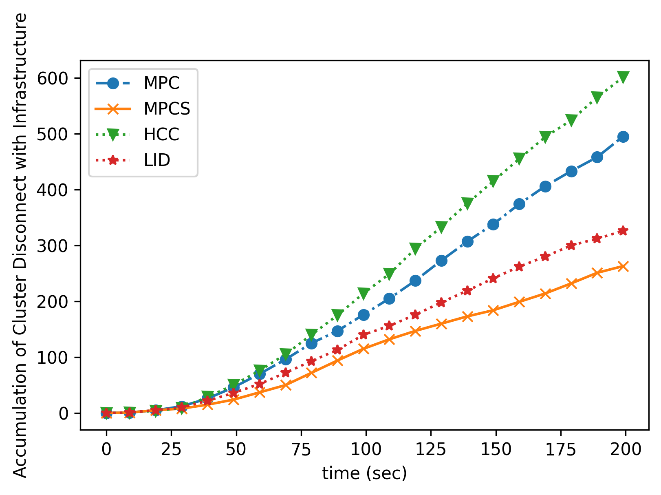 Accumulation of Cluster Disconnect with Infrastructure
600
500
400
300
200
100
0
MPC
MPCS
HCC
LID
0 25 50 75 100 125 150 175 200
time (sec)